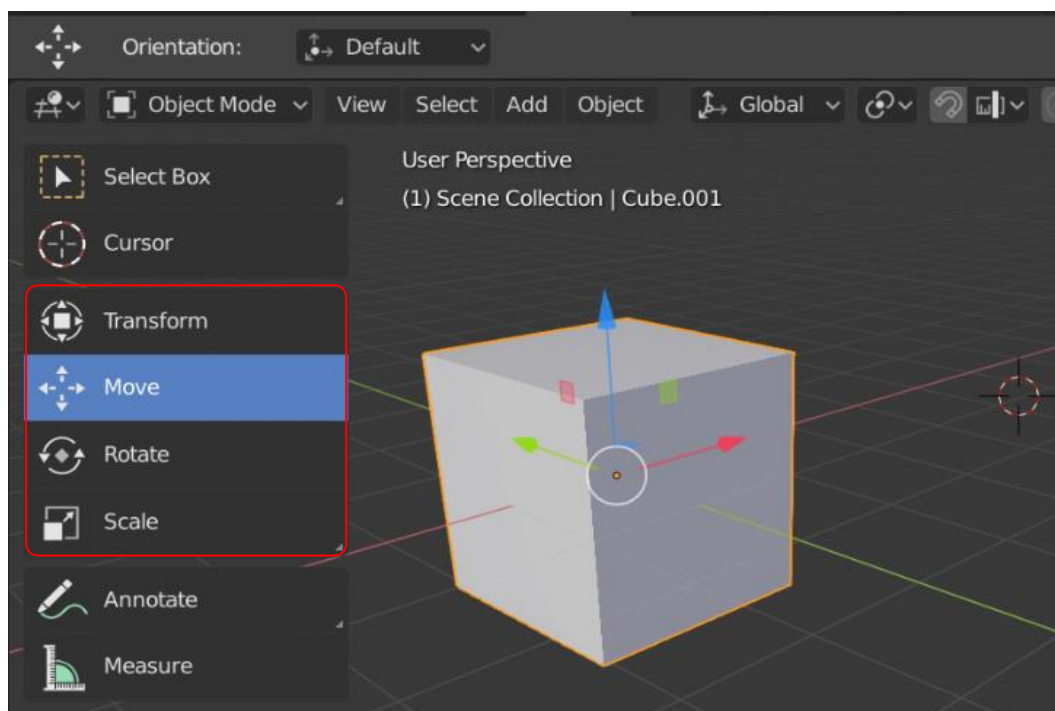 Orientation: Default
Object Mode View Select Add Object Global
User Perspective
(1) Scene Collection | Cube.001
Select Box
Cursor
Transform
Move
Rotate
Scale
Annotate
Measure